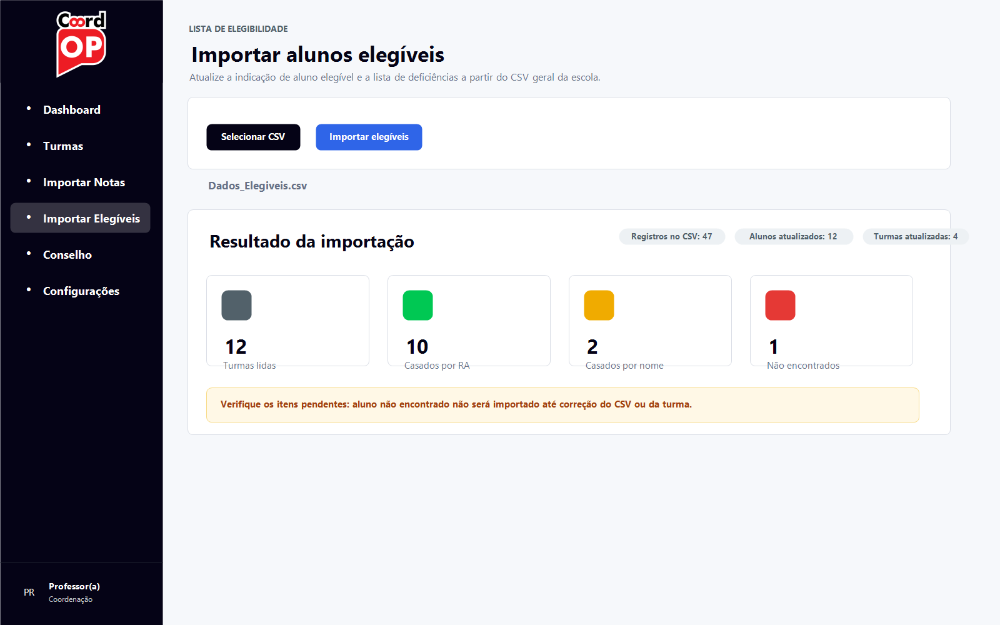 Coord
OP
Dashboard
Turmas
Importar Notas
Importar Elegíveis
Conselho
Configurações
PR
Professor(a)
Coordenação
LISTA DE ELEGIBILIDADE
Importar alunos elegíveis
Atualize a indicação de aluno elegível e a lista de deficiências a partir do CSV geral da escola.
Selecionar CSV
Importar elegíveis
Dados_Elegiveis.csv
Resultado da importação
Registros no CSV: 47
Alunos atualizados: 12
Turmas atualizadas: 4
12
Turmas lidas
10
Casados por RA
2
Casados por nome
1
Não encontrados
Verifique os itens pendentes: aluno não encontrado não será importado até correção do CSV ou da turma.